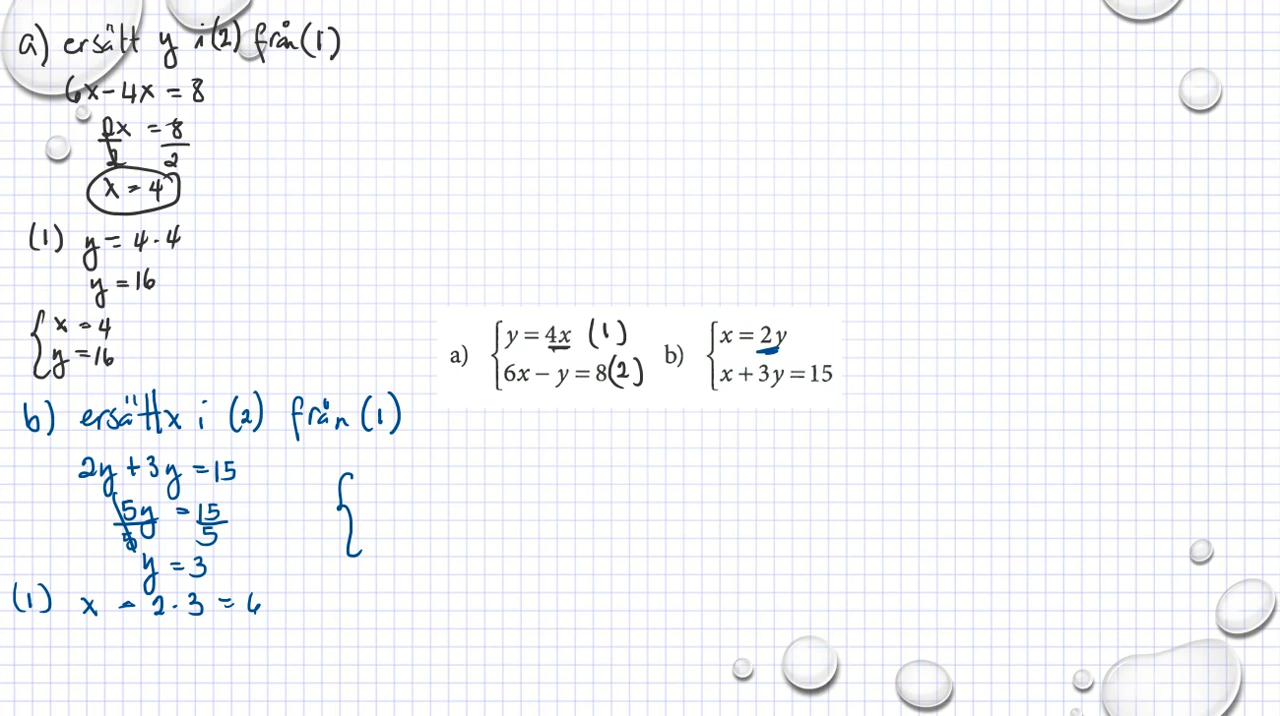 a) ersätt y i (2) från (1)
6x - 4x = 8
2x/2 = 8/2
x = 4
(1) y = 4 · 4
y = 16
{ x = 4
y = 16
a) { y = 4x (1)
6x − y = 8 (2)
b) { x = 2y
x + 3y = 15
b) ersätt x i (2) från (1)
2y + 3y = 15
5y/5 = 15/5
y = 3
(1) x = 2 · 3 = 6
{